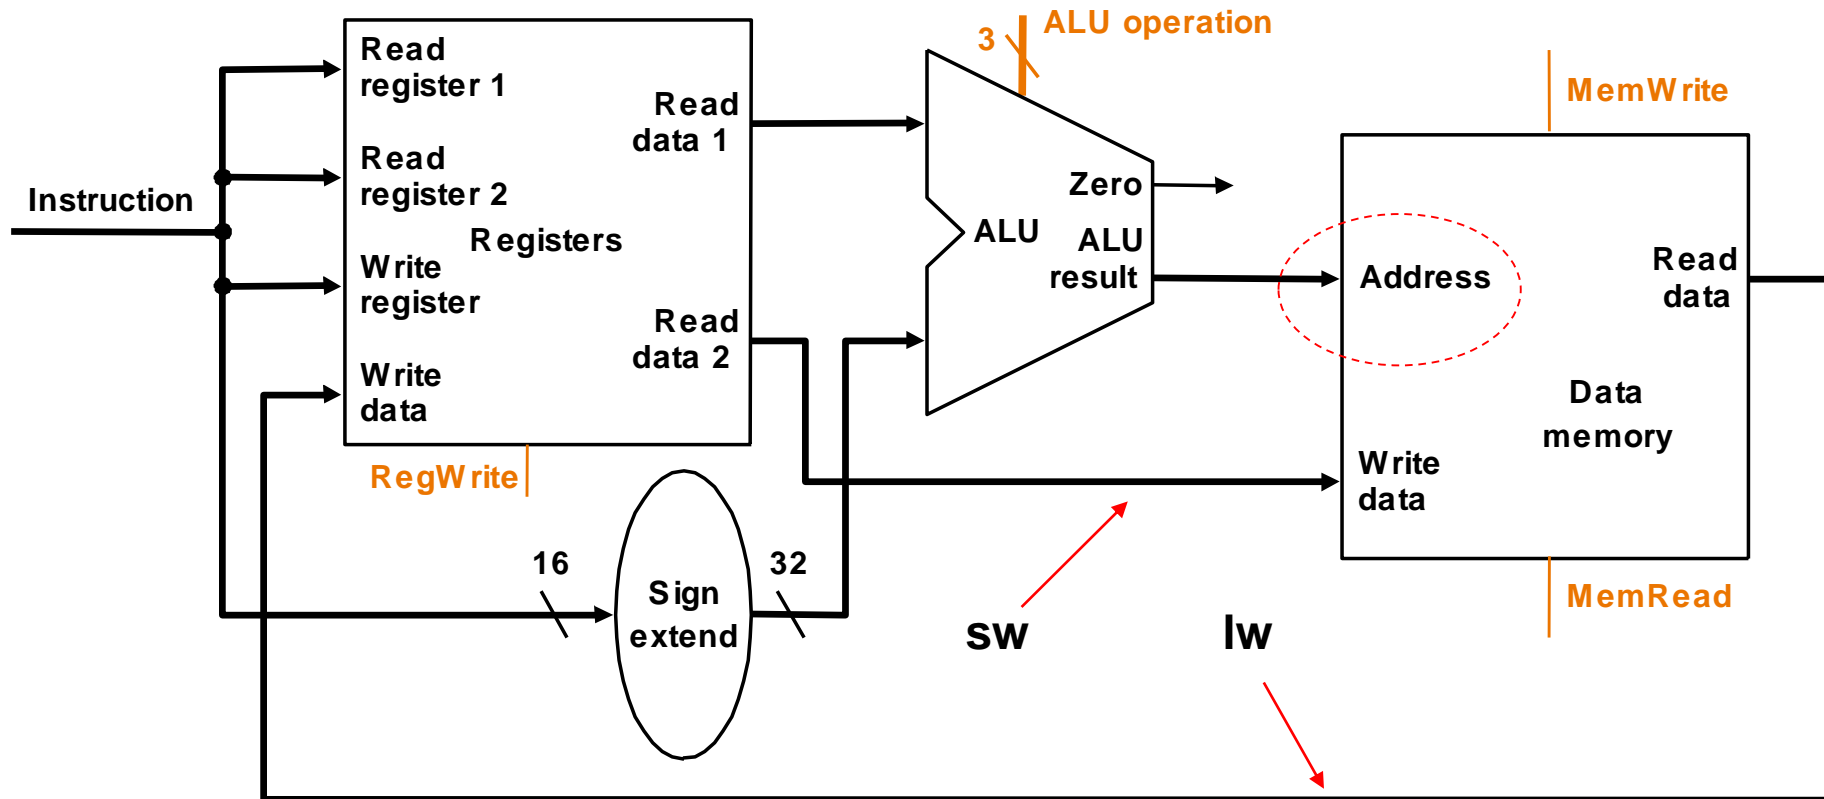 Instruction
Read
register 1
Read
register 2
Write
register
Write
data
Registers
Read
data 1
Read
data 2
RegWrite
16
Sign
extend
32
3
ALU operation
ALU
Zero
ALU
result
MemWrite
Address
Read
data
Data
memory
Write
data
MemRead
sw
lw